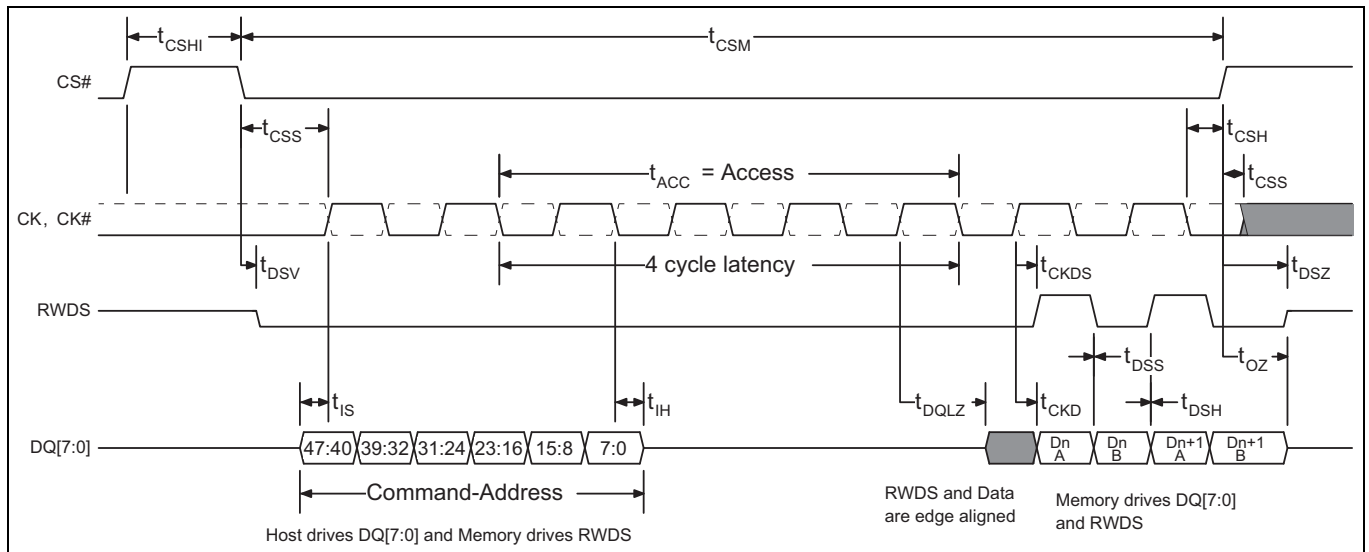 tCSHI
tCSM
CS#
tCSS
tCSH
tACC = Access
tCSS
CK, CK#
4 cycle latency
tDSV
tCKDS
tDSZ
RWDS
tDSS
tOZ
tIS
tIH
tDQLZ
tCKD
tDSH
DQ[7:0]
47:40 39:32 31:24 23:16 15:8 7:0
Dn A
Dn B
Dn+1 A
Dn+1 B
Command-Address
RWDS and Data
are edge aligned
Memory drives DQ[7:0]
and RWDS
Host drives DQ[7:0] and Memory drives RWDS